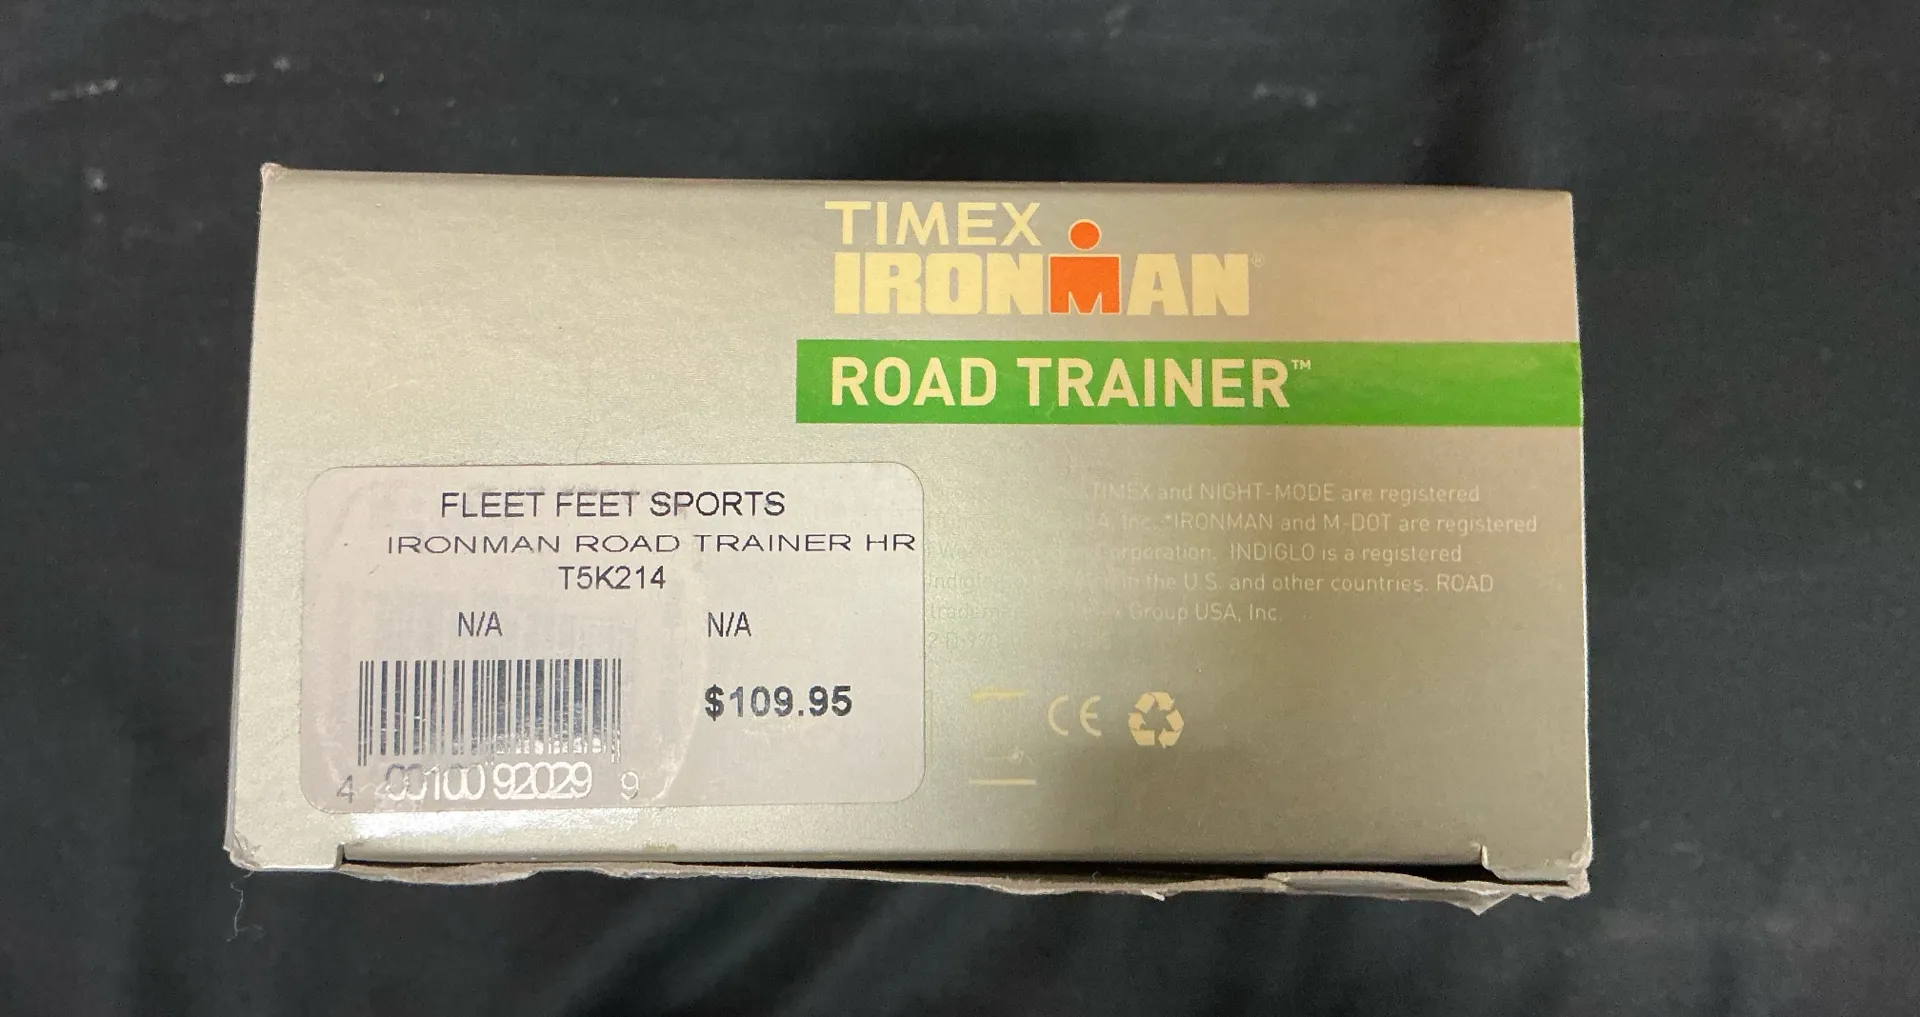 TIMEX
IRONMAN®
ROAD TRAINER™
FLEET FEET SPORTS
IRONMAN ROAD TRAINER HR
T5K214
N/A N/A
$109.95
4 00100 92029 9
TIMEX and NIGHT-MODE are registered
Inc. *IRONMAN and M-DOT are registered
Corporation. INDIGLO is a registered
in the U.S. and other countries. ROAD
Group USA, Inc.
CE